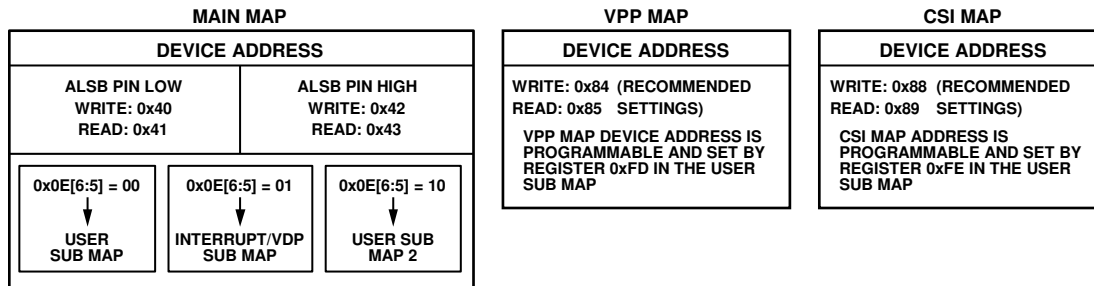 MAIN MAP
DEVICE ADDRESS
ALSB PIN LOW
WRITE: 0x40
READ: 0x41
ALSB PIN HIGH
WRITE: 0x42
READ: 0x43
0x0E[6:5] = 00
USER
SUB MAP
0x0E[6:5] = 01
INTERRUPT/VDP
SUB MAP
0x0E[6:5] = 10
USER SUB
MAP 2
VPP MAP
DEVICE ADDRESS
WRITE: 0x84 (RECOMMENDED
READ: 0x85 SETTINGS)
VPP MAP DEVICE ADDRESS IS
PROGRAMMABLE AND SET BY
REGISTER 0xFD IN THE USER
SUB MAP
CSI MAP
DEVICE ADDRESS
WRITE: 0x88 (RECOMMENDED
READ: 0x89 SETTINGS)
CSI MAP ADDRESS IS
PROGRAMMABLE AND SET BY
REGISTER 0xFE IN THE USER
SUB MAP